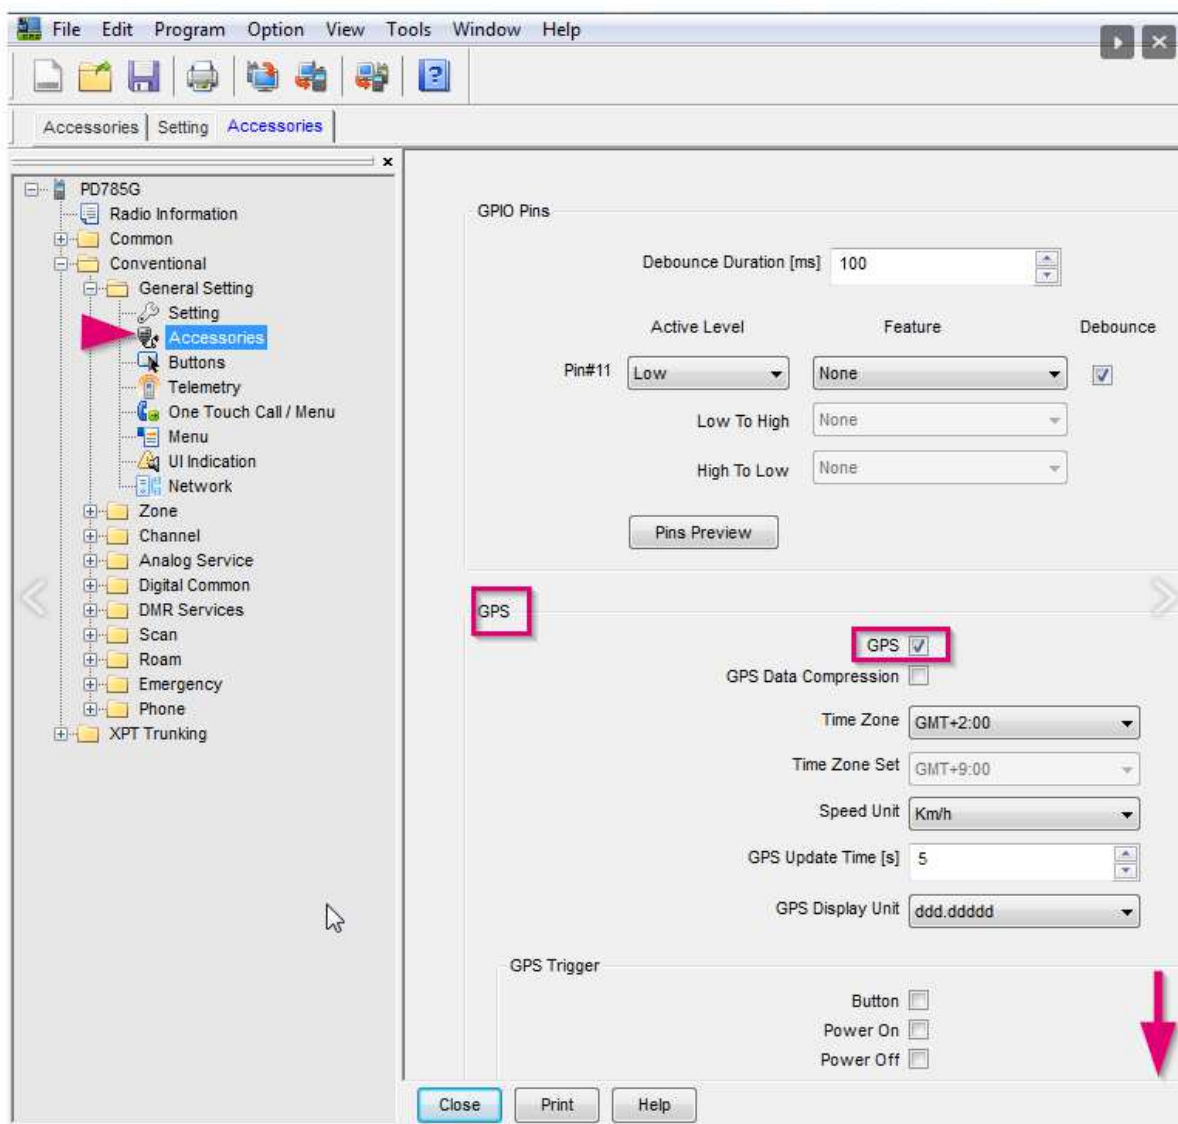 File Edit Program Option View Tools Window Help
Accessories Setting Accessories
PD785G
Radio Information
Common
Conventional
General Setting
Setting
Accessories
Buttons
Telemetry
One Touch Call / Menu
Menu
UI Indication
Network
Zone
Channel
Analog Service
Digital Common
DMR Services
Scan
Roam
Emergency
Phone
XPT Trunking
GPIO Pins
Debounce Duration [ms] 100
Active Level Feature Debounce
Pin#11 Low None
Low To High None
High To Low None
Pins Preview
GPS
GPS
GPS Data Compression
Time Zone GMT+2:00
Time Zone Set GMT+9:00
Speed Unit Km/h
GPS Update Time [s] 5
GPS Display Unit ddd.ddddd
GPS Trigger
Button
Power On
Power Off
Close Print Help